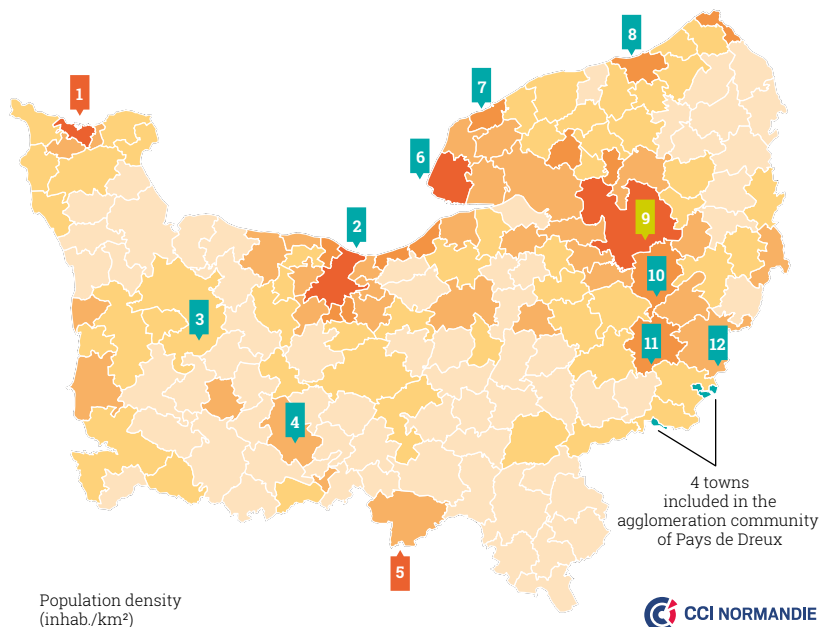 8
1
7
6
2
9
10
3
11
12
4
4 towns
included in the
agglomeration community
of Pays de Dreux
5
Population density
(inhab./km²)
CCI NORMANDIE